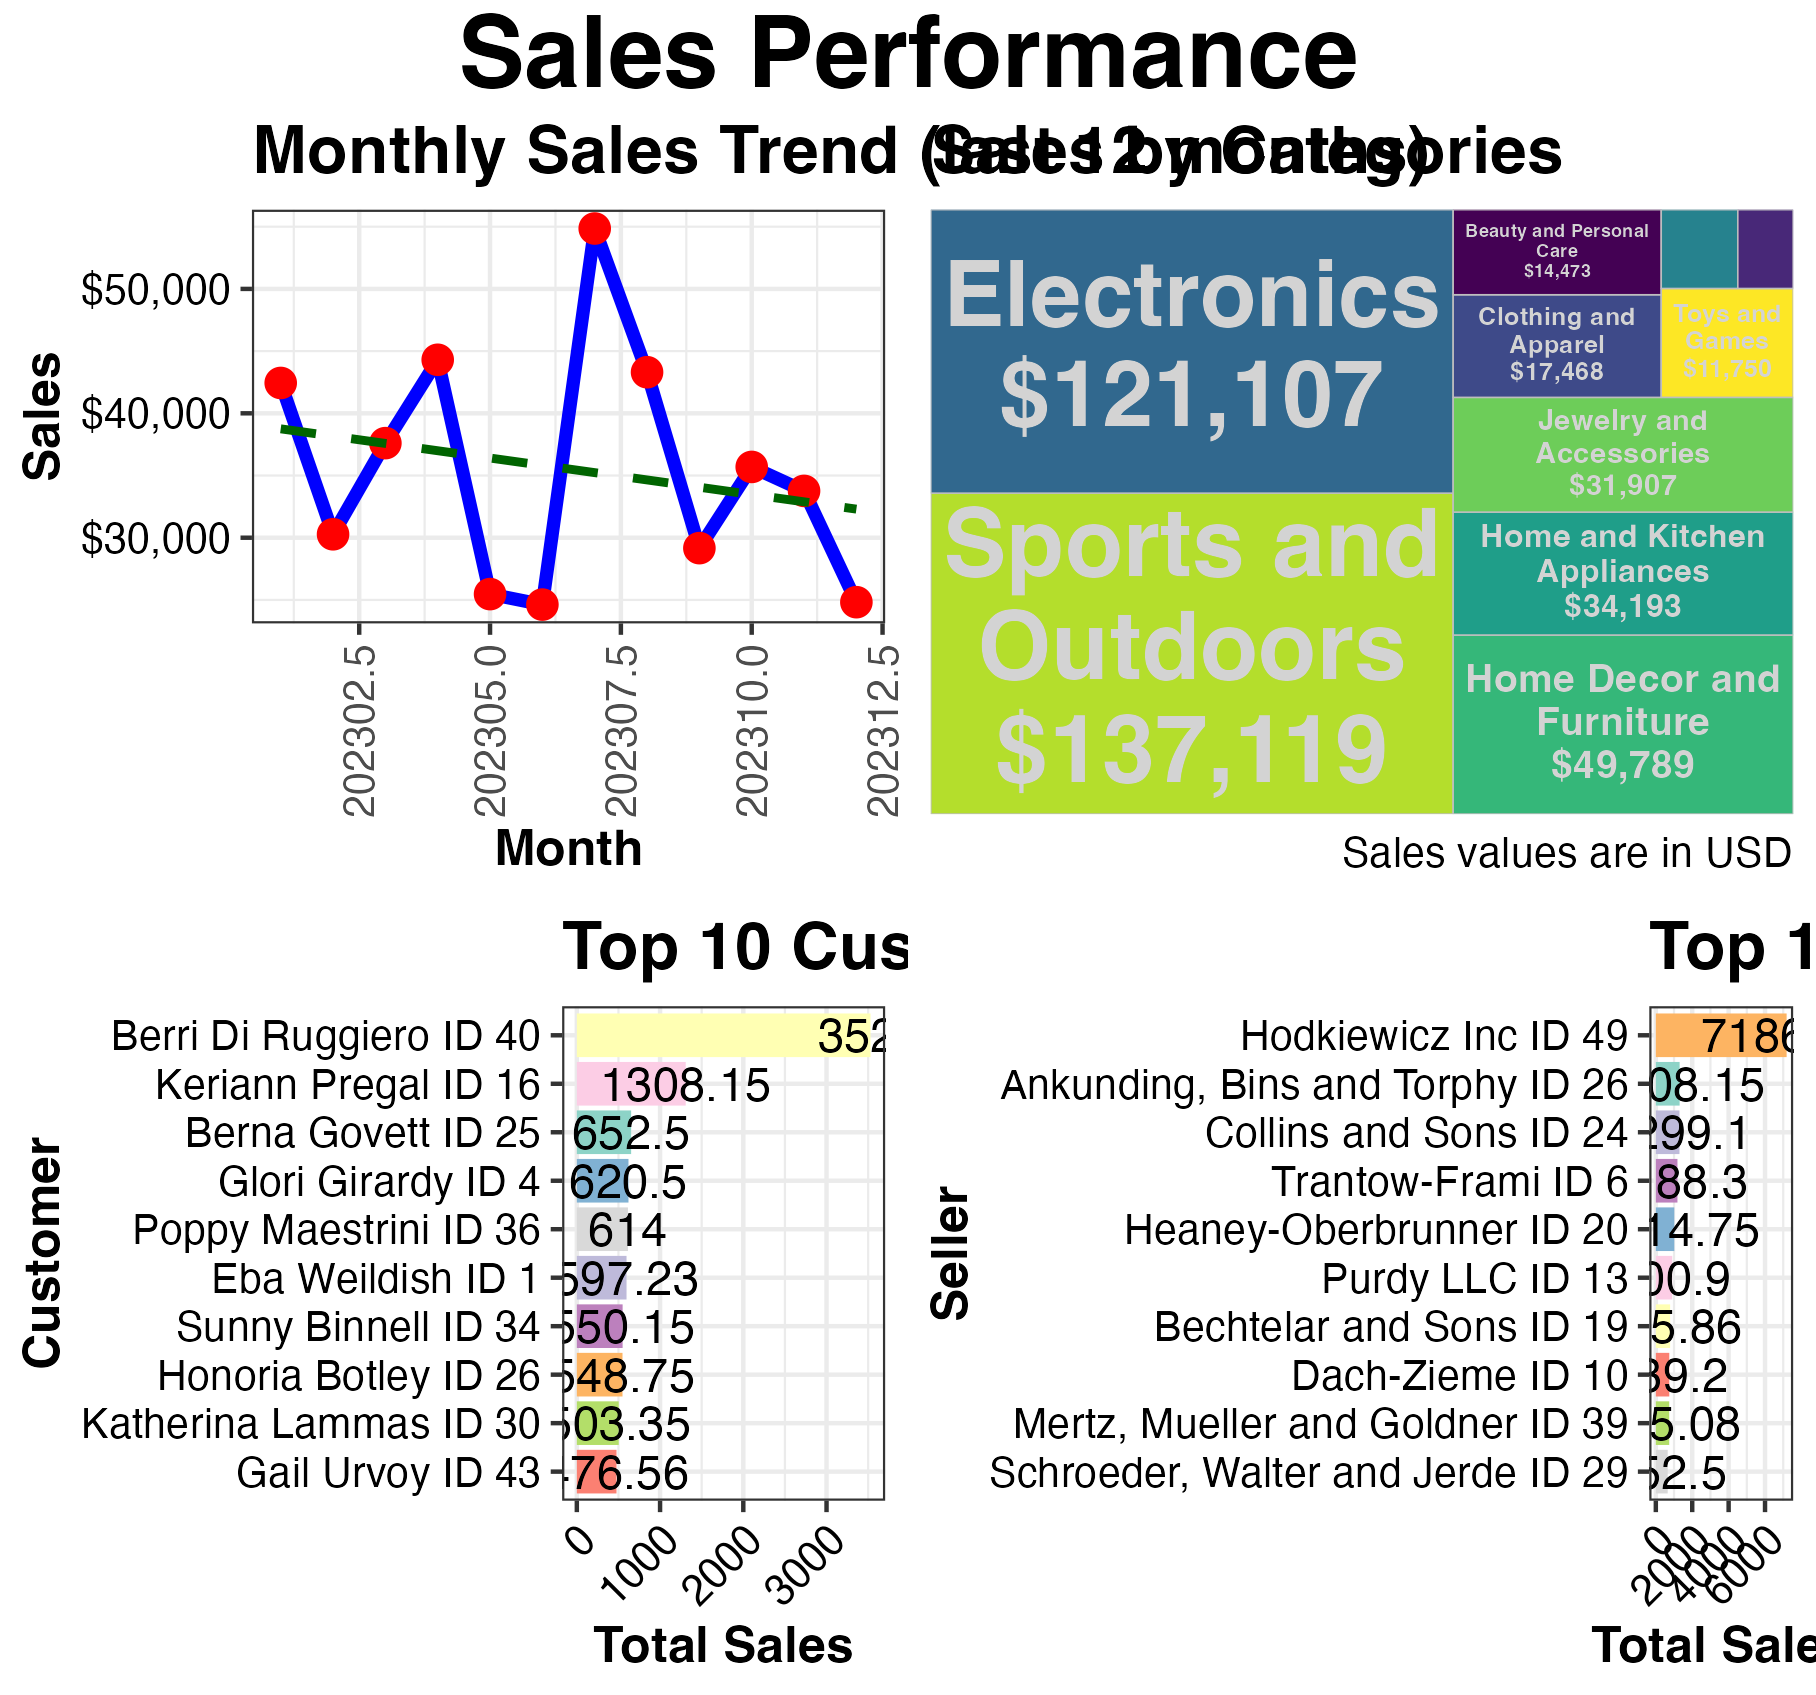 Sales Performance
Monthly Sales Trend (last 12 months)
Sales by Categories
Sales
$50,000
$40,000
$30,000
202302.5
202305.0
202307.5
202310.0
202312.5
Month
Electronics
$121,107
Sports and
Outdoors
$137,119
Beauty and Personal
Care
$14,473
Clothing and
Apparel
$17,468
Toys and
Games
$11,750
Jewelry and
Accessories
$31,907
Home and Kitchen
Appliances
$34,193
Home Decor and
Furniture
$49,789
Sales values are in USD
Top 10 Cus
Customer
Berri Di Ruggiero ID 40 352
Keriann Pregal ID 16 1308.15
Berna Govett ID 25 652.5
Glori Girardy ID 4 620.5
Poppy Maestrini ID 36 614
Eba Weildish ID 1 597.23
Sunny Binnell ID 34 550.15
Honoria Botley ID 26 548.75
Katherina Lammas ID 30 503.35
Gail Urvoy ID 43 76.56
0
1000
2000
3000
Total Sales
Top 1
Seller
Hodkiewicz Inc ID 49 7186
Ankunding, Bins and Torphy ID 26 08.15
Collins and Sons ID 24 299.1
Trantow-Frami ID 6 88.3
Heaney-Oberbrunner ID 20 14.75
Purdy LLC ID 13 00.9
Bechtelar and Sons ID 19 5.86
Dach-Zieme ID 10 39.2
Mertz, Mueller and Goldner ID 39 5.08
Schroeder, Walter and Jerde ID 29 52.5
0
2000
4000
6000
Total Sale